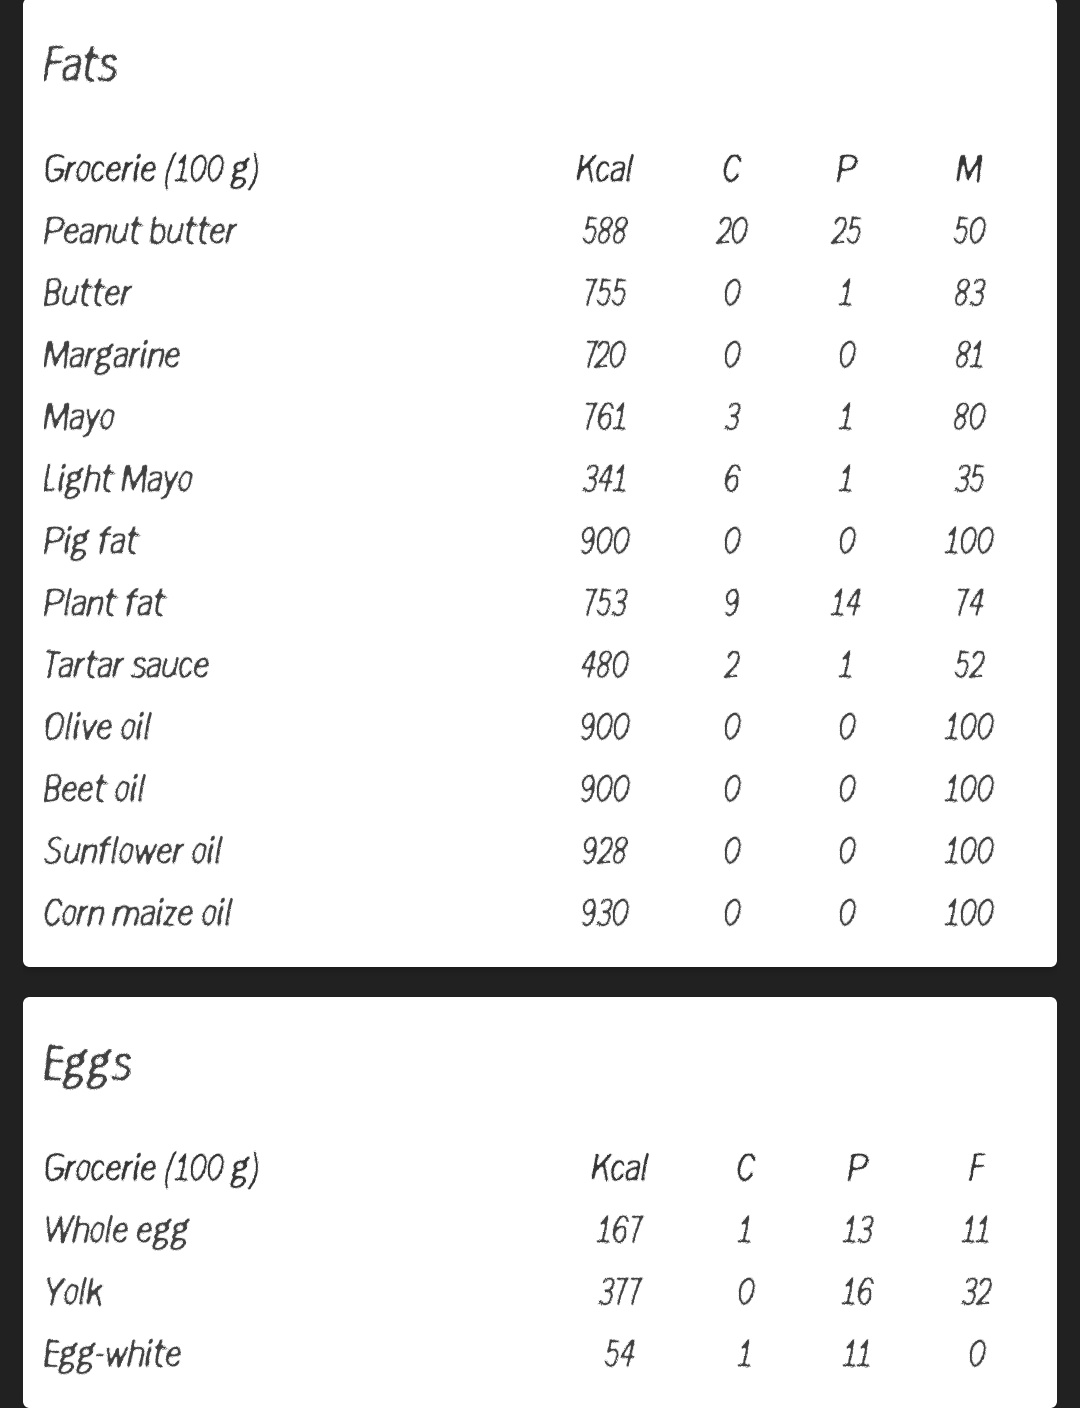 Fats
Grocerie (100 g) Kcal C P M
Peanut butter 588 20 25 50
Butter 755 0 1 83
Margarine 720 0 0 81
Mayo 761 3 1 80
Light Mayo 341 6 1 35
Pig fat 900 0 0 100
Plant fat 753 9 14 74
Tartar sauce 480 2 1 52
Olive oil 900 0 0 100
Beet oil 900 0 0 100
Sunflower oil 928 0 0 100
Corn maize oil 930 0 0 100
Eggs
Grocerie (100 g) Kcal C P F
Whole egg 167 1 13 11
Yolk 377 0 16 32
Egg-white 54 1 11 0